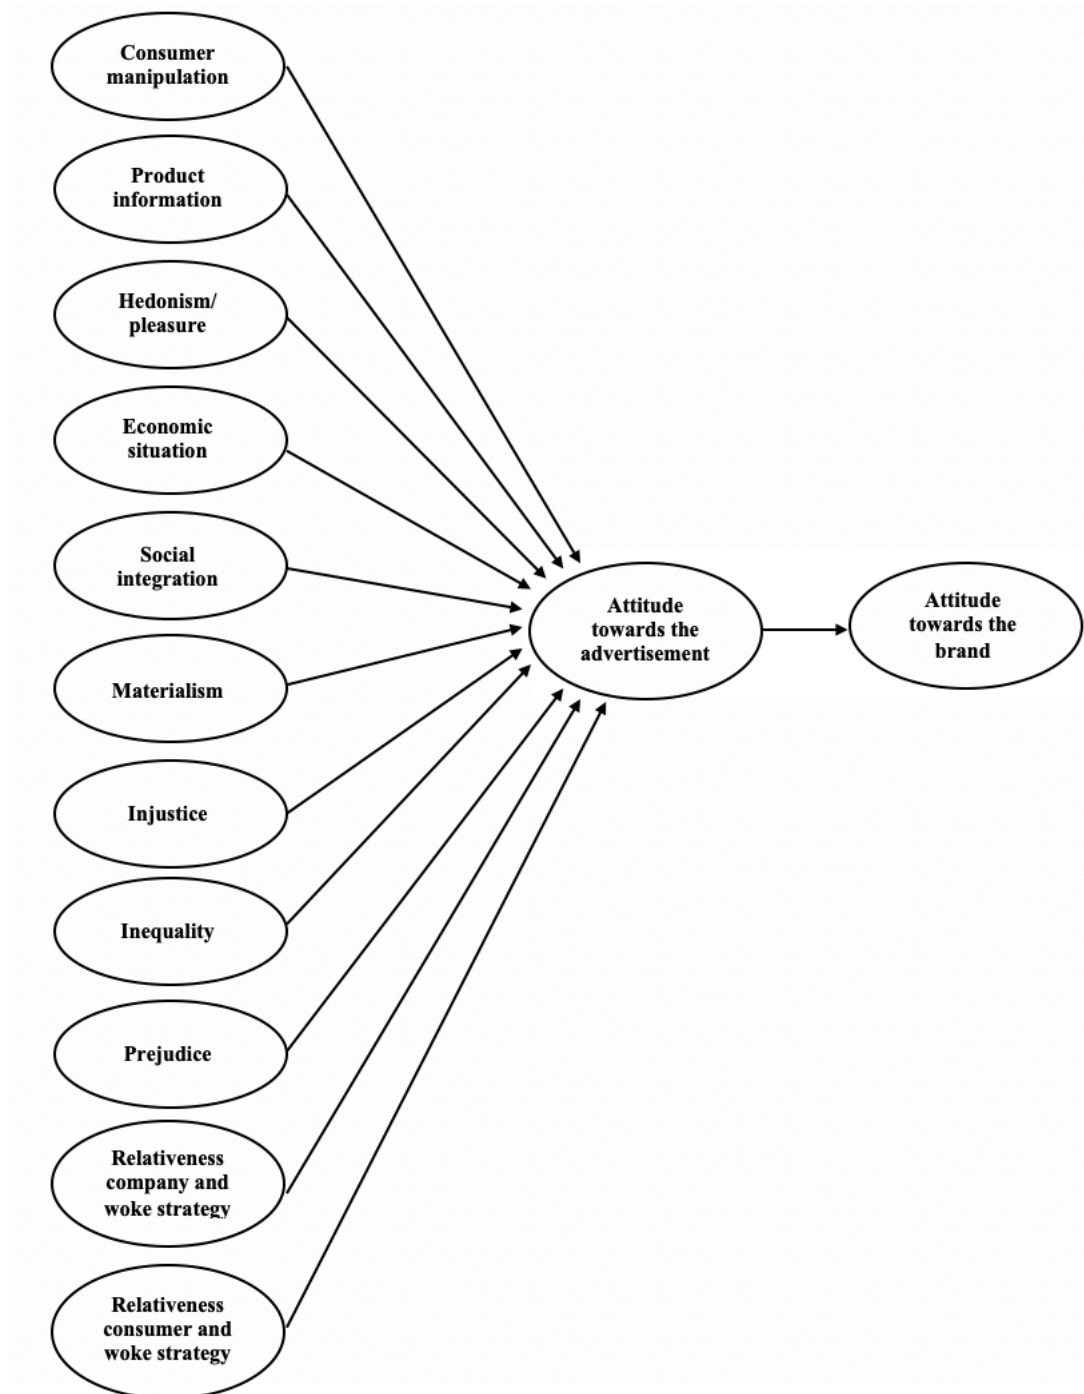 Consumer
manipulation
Product
information
Hedonism/
pleasure
Economic
situation
Social
integration
Materialism
Injustice
Inequality
Prejudice
Relativeness
company and
woke strategy
Relativeness
consumer and
woke strategy
Attitude
towards the
advertisement
Attitude
towards the
brand